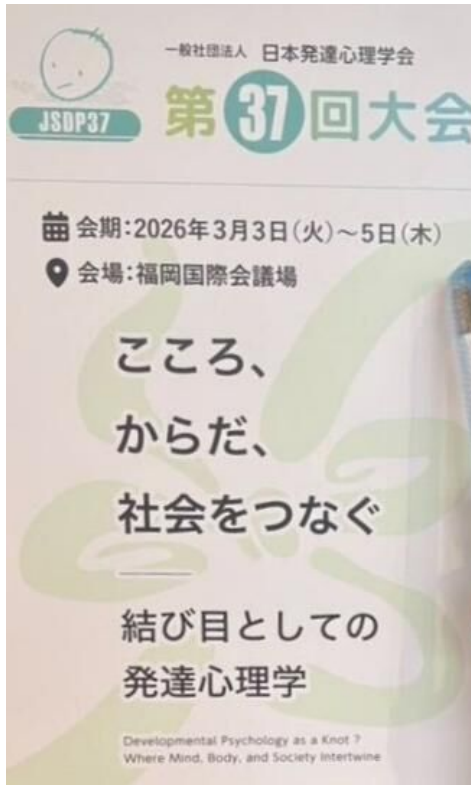 一般社団法人 日本発達心理学会
JSDP37
第37回大会
会期:2026年3月3日(火)～5日(木)
会場:福岡国際会議場
こころ、
からだ、
社会をつなぐ
結び目としての
発達心理学
Developmental Psychology as a Knot ?
Where Mind, Body, and Society Intertwine